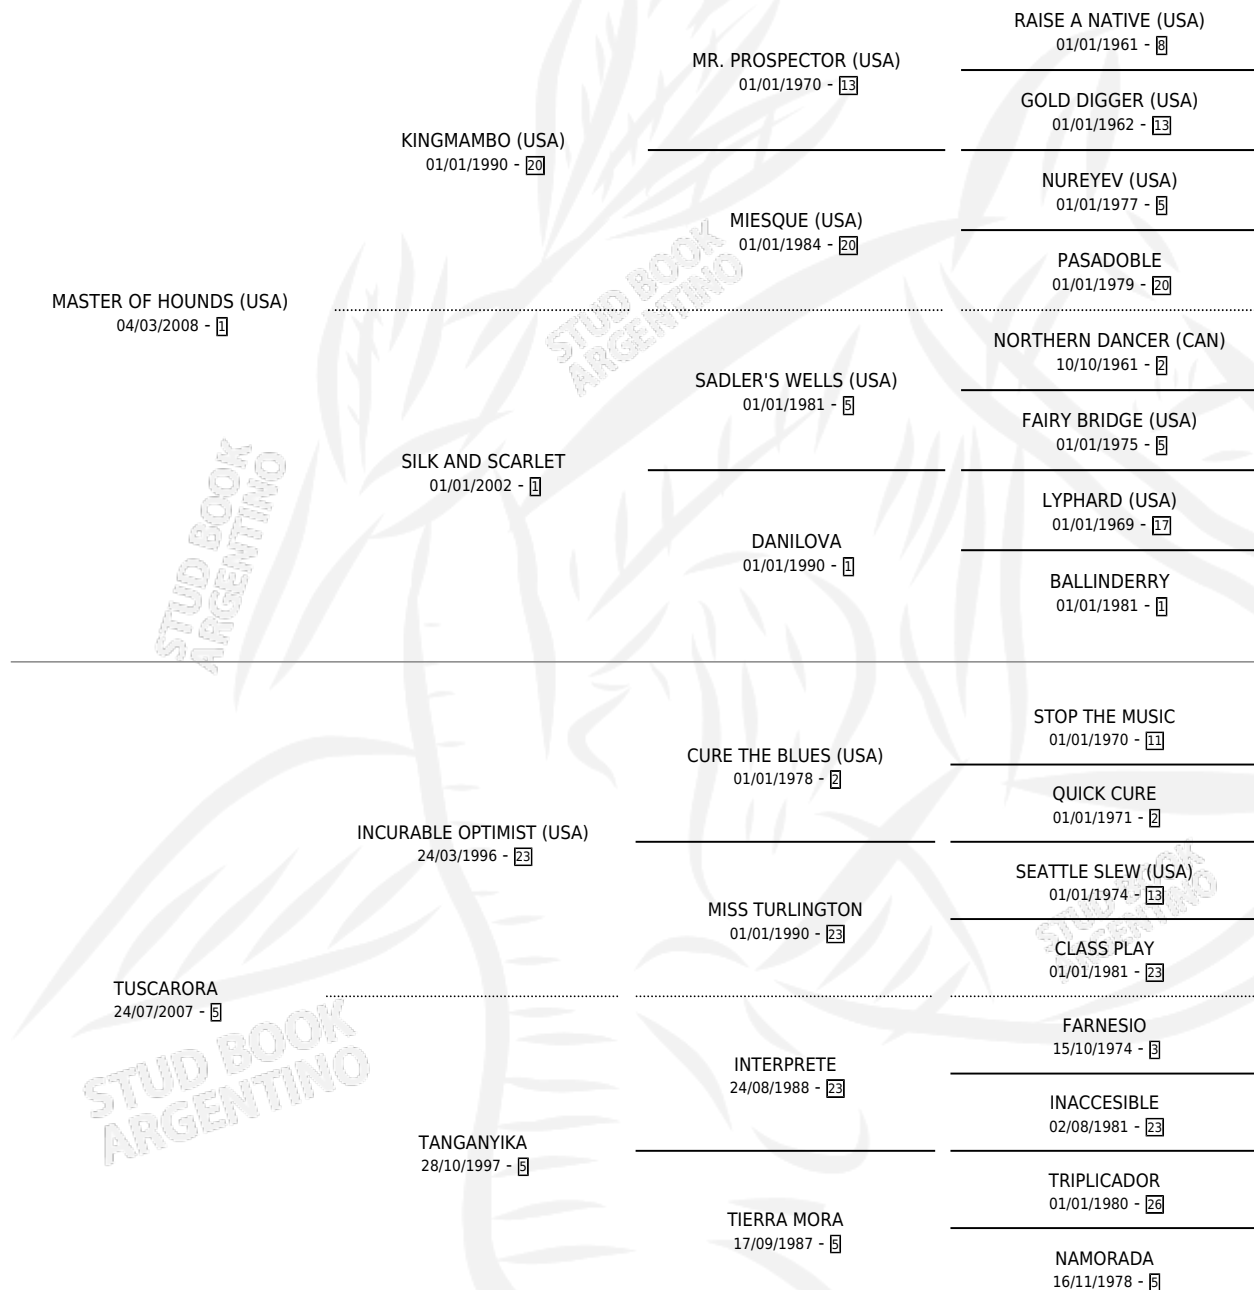 RAISE A NATIVE (USA)
01/01/1961 - 8
MR. PROSPECTOR (USA)
01/01/1970 - 13
GOLD DIGGER (USA)
01/01/1962 - 13
KINGMAMBO (USA)
01/01/1990 - 20
NUREYEV (USA)
01/01/1977 - 5
MIESQUE (USA)
01/01/1984 - 20
PASADOBLE
01/01/1979 - 20
MASTER OF HOUNDS (USA)
04/03/2008 - 1
NORTHERN DANCER (CAN)
10/10/1961 - 2
SADLER'S WELLS (USA)
01/01/1981 - 5
FAIRY BRIDGE (USA)
01/01/1975 - 5
SILK AND SCARLET
01/01/2002 - 1
LYPHARD (USA)
01/01/1969 - 17
DANILOVA
01/01/1990 - 1
BALLINDERRY
01/01/1981 - 1
STUD BOOK
ARGENTINO
STUD BOOK
ARGENTINO
STOP THE MUSIC
01/01/1970 - 11
CURE THE BLUES (USA)
01/01/1978 - 2
QUICK CURE
01/01/1971 - 2
INCURABLE OPTIMIST (USA)
24/03/1996 - 23
SEATTLE SLEW (USA)
01/01/1974 - 13
MISS TURLINGTON
01/01/1990 - 23
CLASS PLAY
01/01/1981 - 23
STUD BOOK
ARGENTINO
TUSCARORA
24/07/2007 - 5
FARNESIO
15/10/1974 - 3
INTERPRETE
24/08/1988 - 23
INACCESIBLE
02/08/1981 - 23
STUD BOOK
ARGENTINO
TANGANYIKA
28/10/1997 - 5
TRIPLICADOR
01/01/1980 - 26
TIERRA MORA
17/09/1987 - 5
NAMORADA
16/11/1978 - 5